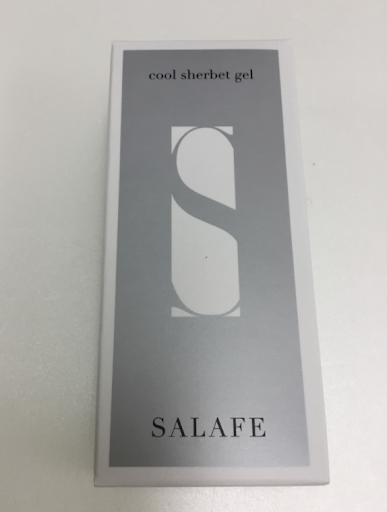 cool sherbet gel
S
SALAFE